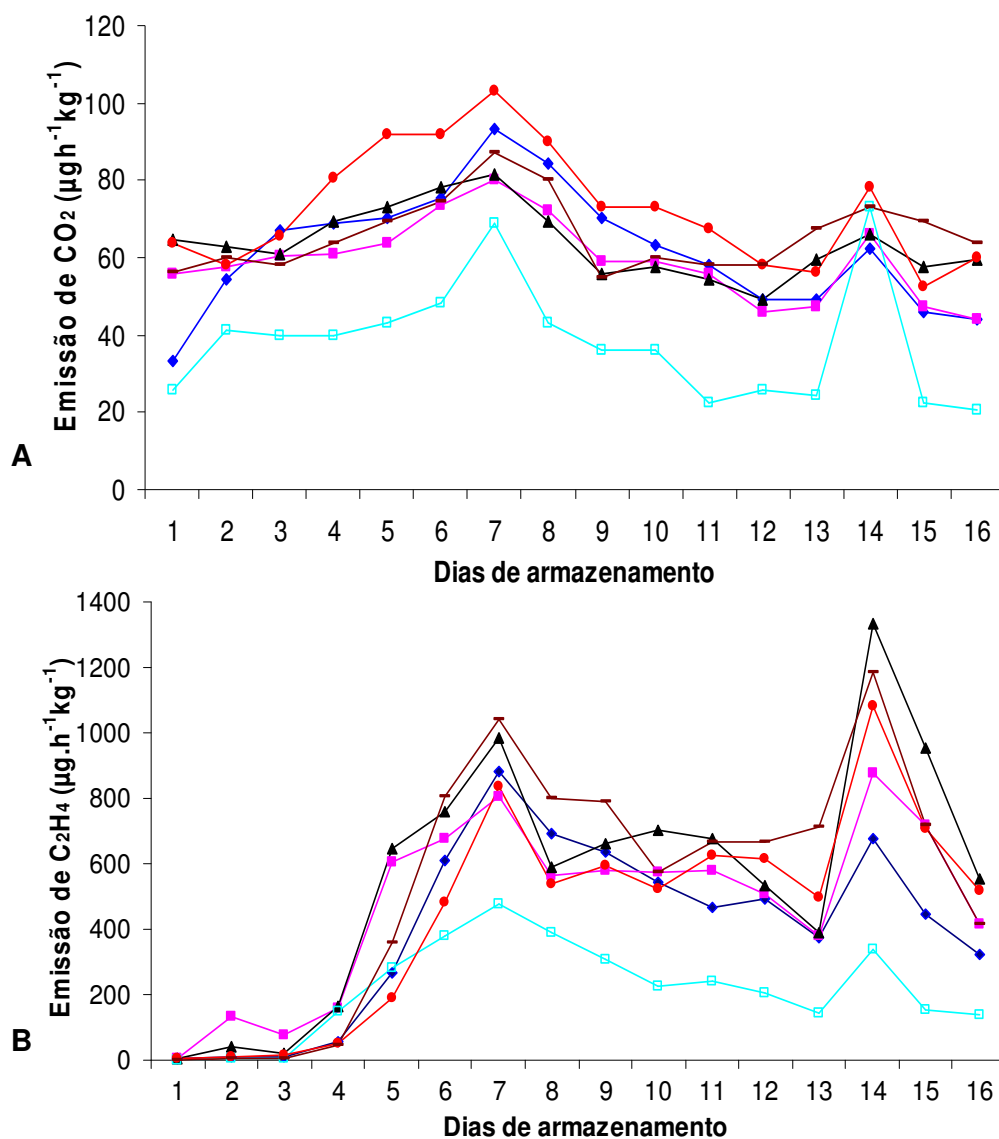 120
100
80
60
40
20
0
Emissão de CO₂ (µgh⁻¹kg⁻¹)
A
1 2 3 4 5 6 7 8 9 10 11 12 13 14 15 16
Dias de armazenamento
1400
1200
1000
800
600
400
200
0
Emissão de C₂H₄ (µg.h⁻¹kg⁻¹)
B
1 2 3 4 5 6 7 8 9 10 11 12 13 14 15 16
Dias de armazenamento